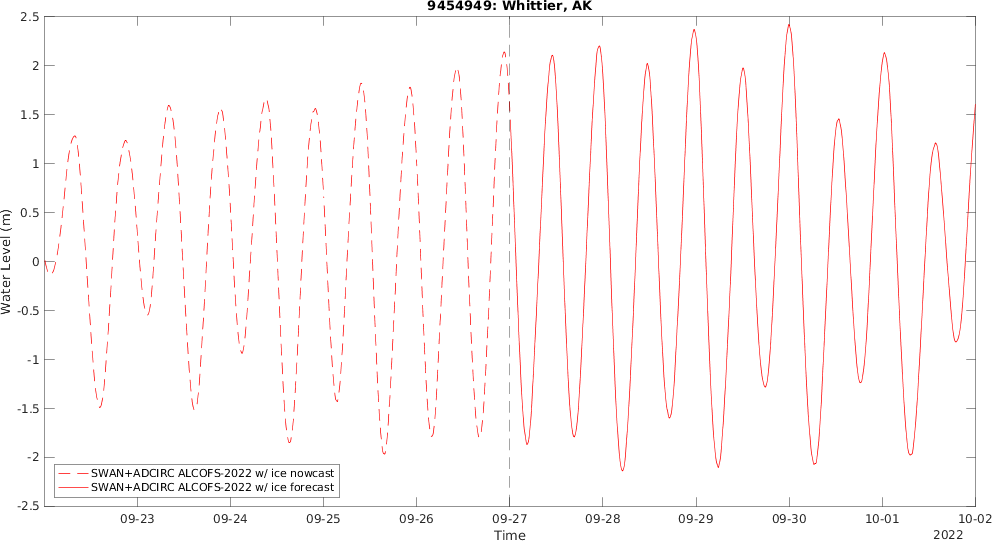 9454949: Whittier, AK
2.5
2
1.5
1
0.5
0
-0.5
-1
-1.5
-2
-2.5
Water Level (m)
SWAN+ADCIRC ALCOFS-2022 w/ ice nowcast
SWAN+ADCIRC ALCOFS-2022 w/ ice forecast
09-23 09-24 09-25 09-26 09-27 09-28 09-29 09-30 10-01 10-02
Time
2022